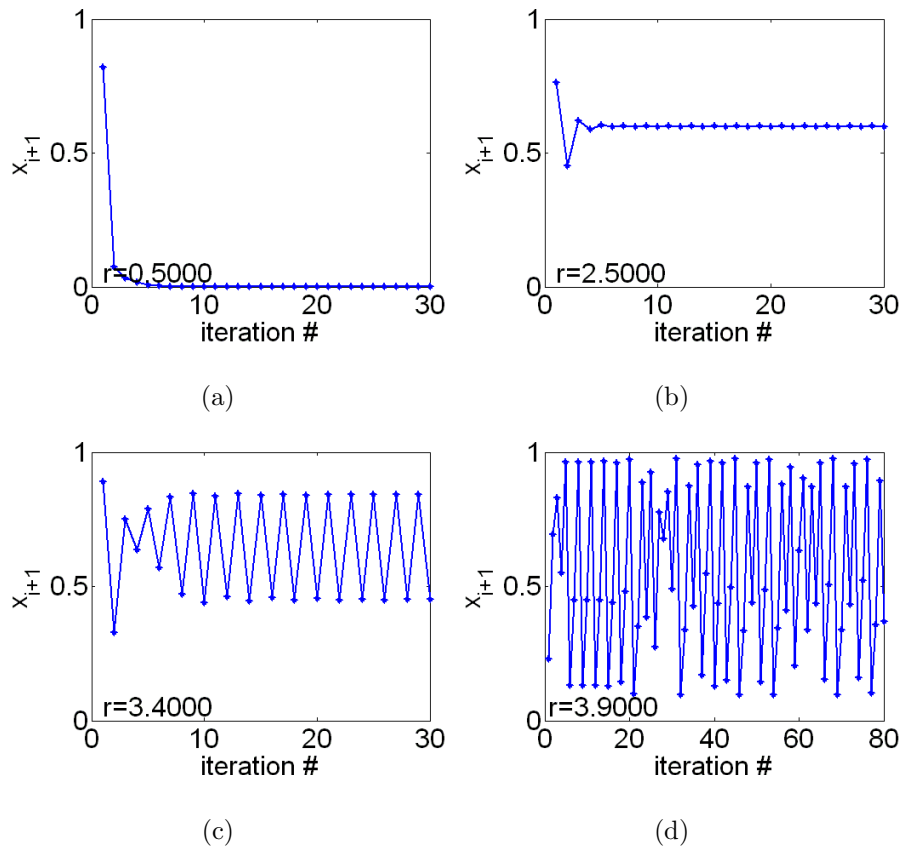 1
0.5
0
x_{i+1}
r=0.5000
0 10 20 30
iteration #
(a)
1
0.5
0
x_{i+1}
r=2.5000
0 10 20 30
iteration #
(b)
1
0.5
0
x_{i+1}
r=3.4000
0 10 20 30
iteration #
(c)
1
0.5
0
x_{i+1}
r=3.9000
0 20 40 60 80
iteration #
(d)